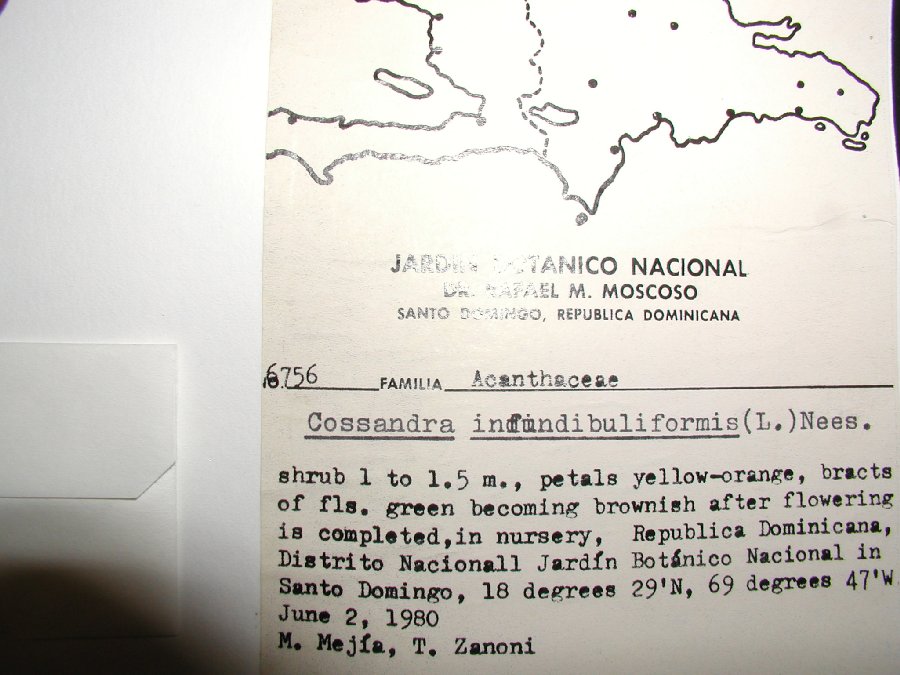 JARDIN BOTANICO NACIONAL
DR. RAFAEL M. MOSCOSO
SANTO DOMINGO, REPUBLICA DOMINICANA
6756 FAMILIA Acanthaceae
Cossandra infundibuliformis(L.)Nees.
shrub 1 to 1.5 m., petals yellow-orange, bracts
of fls. green becoming brownish after flowering
is completed,in nursery, Republica Dominicana,
Distrito Nacionall Jardín Botánico Nacional in
Santo Domingo, 18 degrees 29'N, 69 degrees 47'W
June 2, 1980
M. Mejía, T. Zanoni